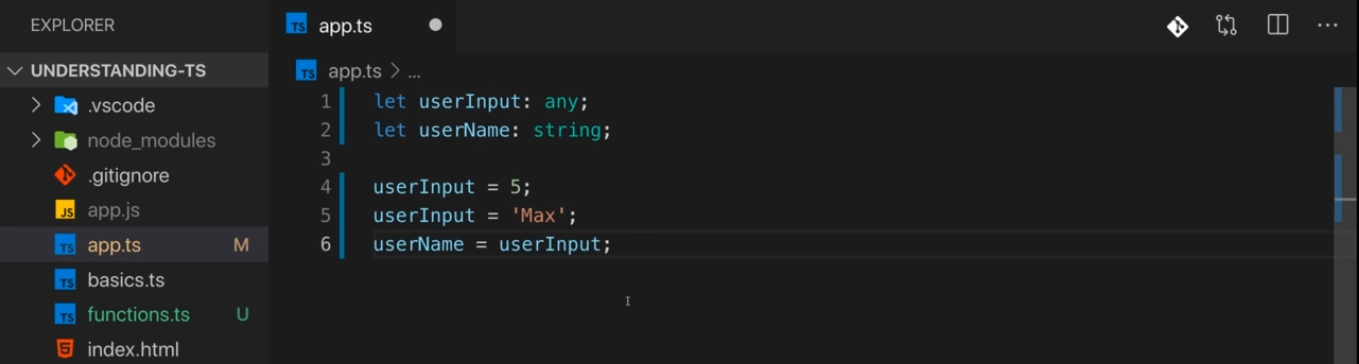 EXPLORER
UNDERSTANDING-TS
.vscode
node_modules
.gitignore
JS app.js
TS app.ts M
TS basics.ts
TS functions.ts U
5 index.html
TS app.ts
TS app.ts > ...
1 let userInput: any;
2 let userName: string;
3
4 userInput = 5;
5 userInput = 'Max';
6 userName = userInput;